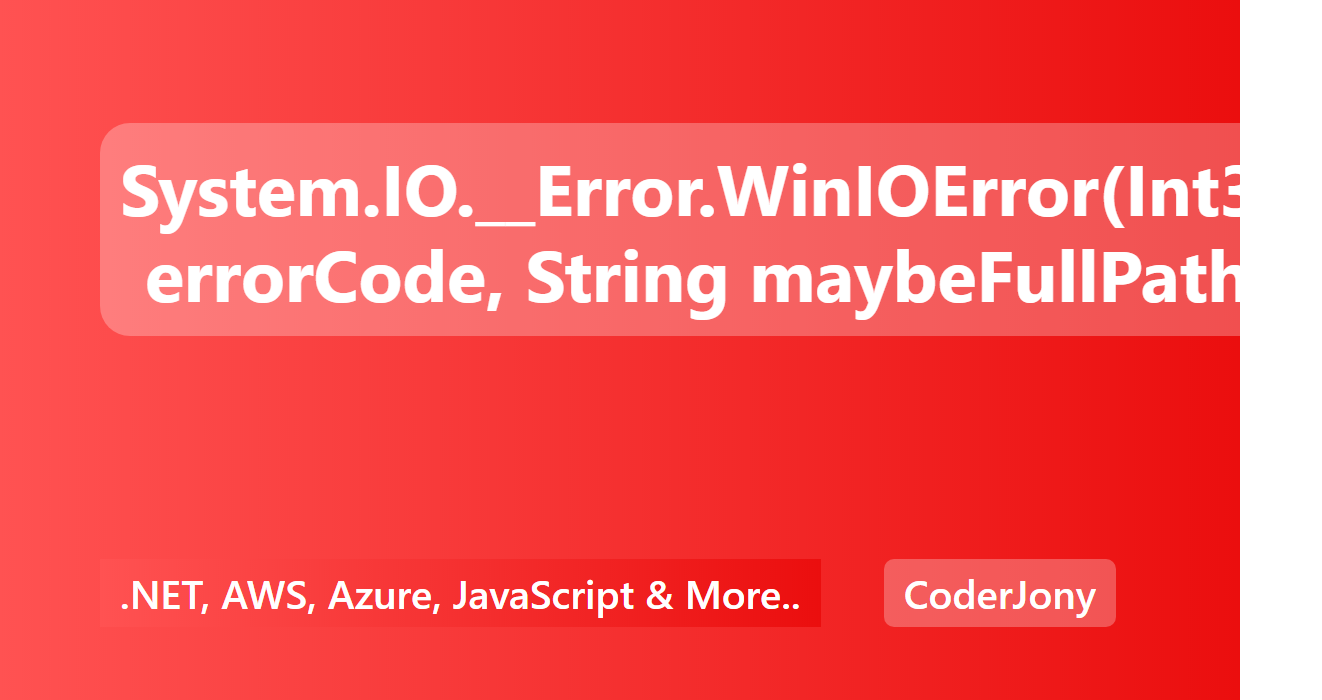 System.IO.__Error.WinIOError(Int3
errorCode, String maybeFullPath
.NET, AWS, Azure, JavaScript & More..
CoderJony